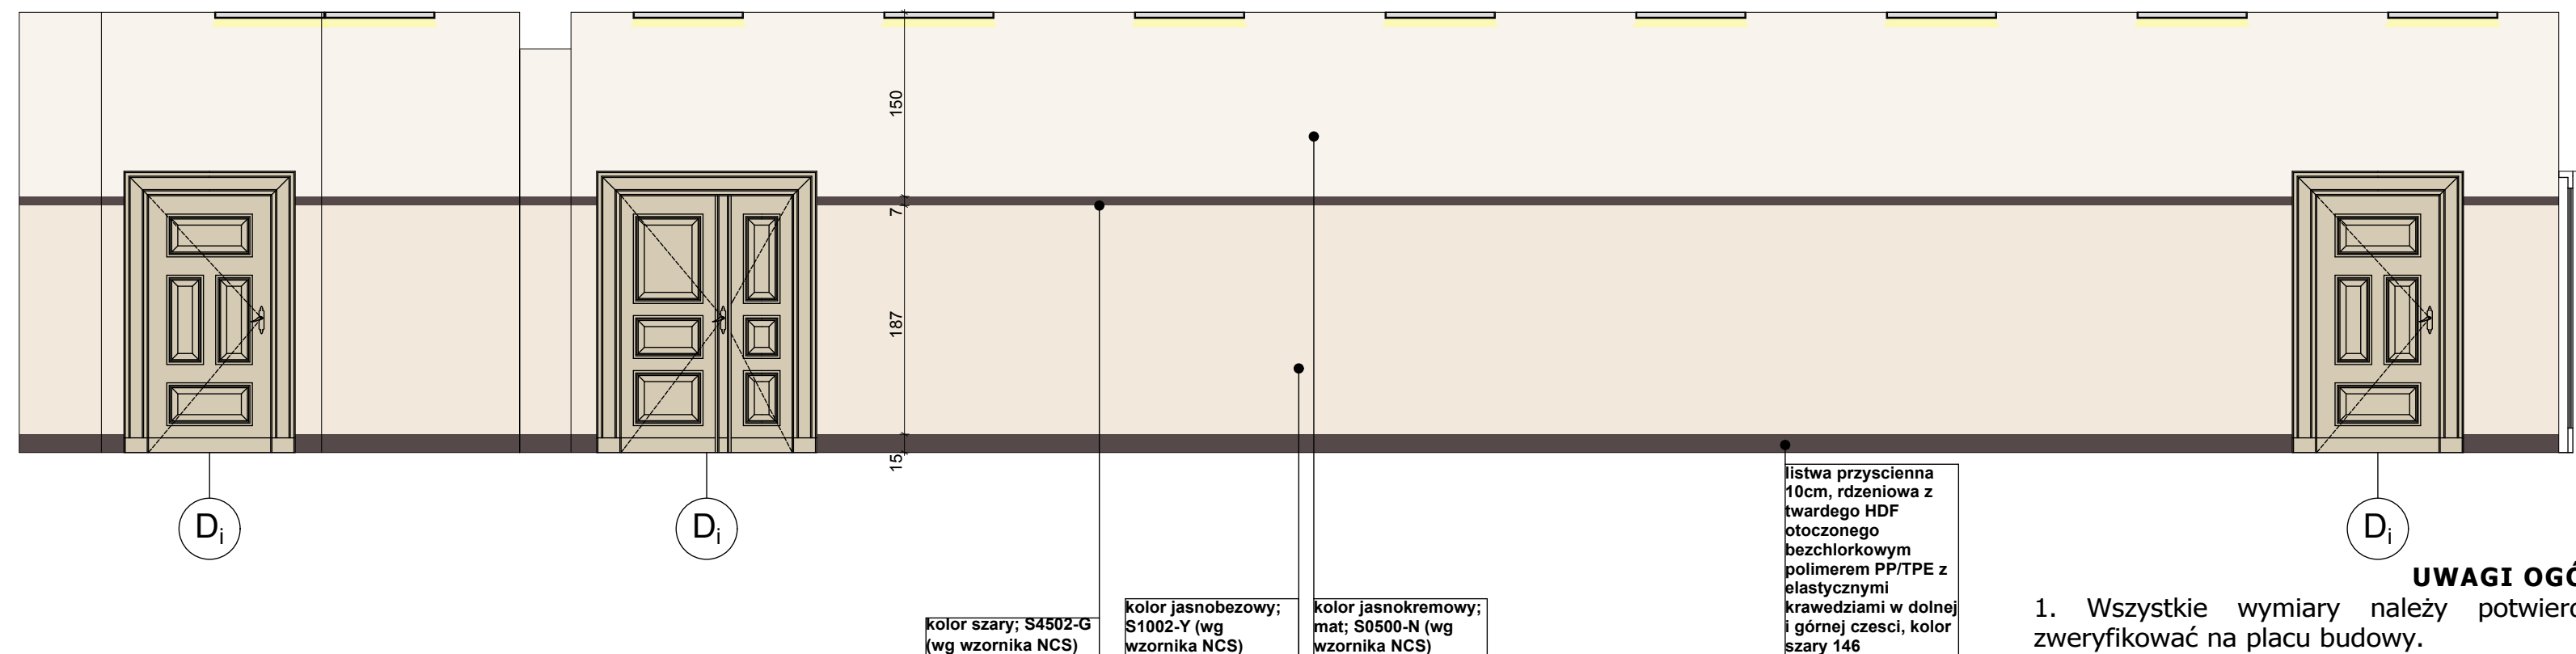 150
7
187
15
Di
Di
Di
kolor szary; S4502-G
(wg wzornika NCS)
kolor jasnobezowy;
S1002-Y (wg
wzornika NCS)
kolor jasnokremowy;
mat; S0500-N (wg
wzornika NCS)
listwa przyscienna
10cm, rdzeniowa z
twardego HDF
otoczonego
bezchlorkowym
polimerem PP/TPE z
elastycznymi
krawedziami w dolnej
i górnej czesci, kolor
szary 146
UWAGI
1. Wszystkie wymiary należy
zweryfikować na placu budowy.